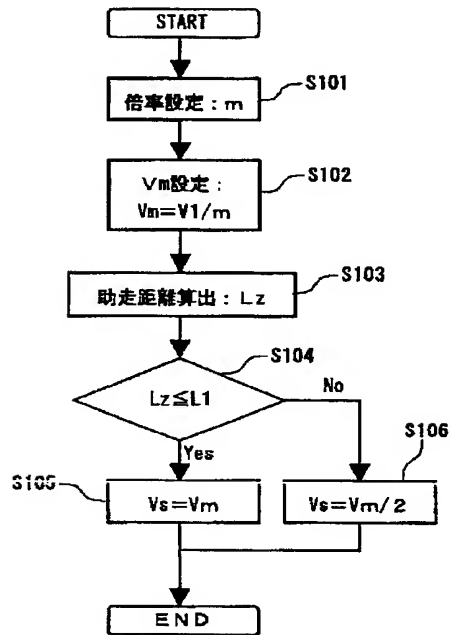 START
倍率設定：m
S101
Vm設定：
Vm=V1/m
S102
助走距離算出：Lz
S103
Lz≦L1
S104
Yes
No
Vs=Vm
S105
Vs=Vm/2
S106
END